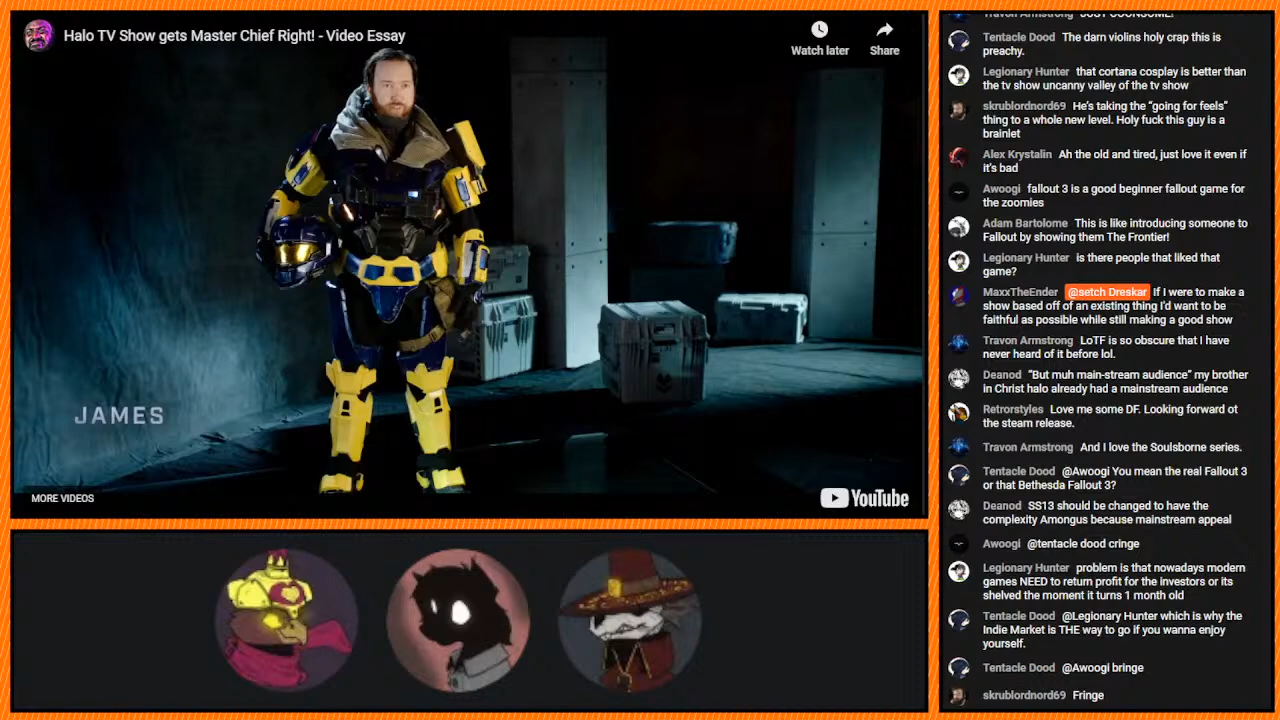 Halo TV Show gets Master Chief Right! - Video Essay
Watch later
Share
JAMES
MORE VIDEOS
YouTube
Travon Armstrong JUST COONSOME!
Tentacle Dood The darn violins holy crap this is
preachy.
Legionary Hunter that cortana cosplay is better than
the tv show uncanny valley of the tv show
skrublordnord69 He's taking the “going for feels”
thing to a whole new level. Holy fuck this guy is a
brainlet
Alex Krystalin Ah the old and tired, just love it even if
it's bad
Awoogi fallout 3 is a good beginner fallout game for
the zoomies
Adam Bartolome This is like introducing someone to
Fallout by showing them The Frontier!
Legionary Hunter is there people that liked that
game?
MaxxTheEnder @setch Dreskar If I were to make a
show based off of an existing thing I'd want to be
faithful as possible while still making a good show
Travon Armstrong LoTF is so obscure that I have
never heard of it before lol.
Deanod “But muh main-stream audience” my brother
in Christ halo already had a mainstream audience
Retrorstyles Love me some DF. Looking forward ot
the steam release.
Travon Armstrong And I love the Soulsborne series.
Tentacle Dood @Awoogi You mean the real Fallout 3
or that Bethesda Fallout 3?
Deanod SS13 should be changed to have the
complexity Amongus because mainstream appeal
Awoogi @tentacle dood cringe
Legionary Hunter problem is that nowadays modern
games NEED to return profit for the investors or its
shelved the moment it turns 1 month old
Tentacle Dood @Legionary Hunter which is why the
Indie Market is THE way to go if you wanna enjoy
yourself.
Tentacle Dood @Awoogi bringe
skrublordnord69 Fringe